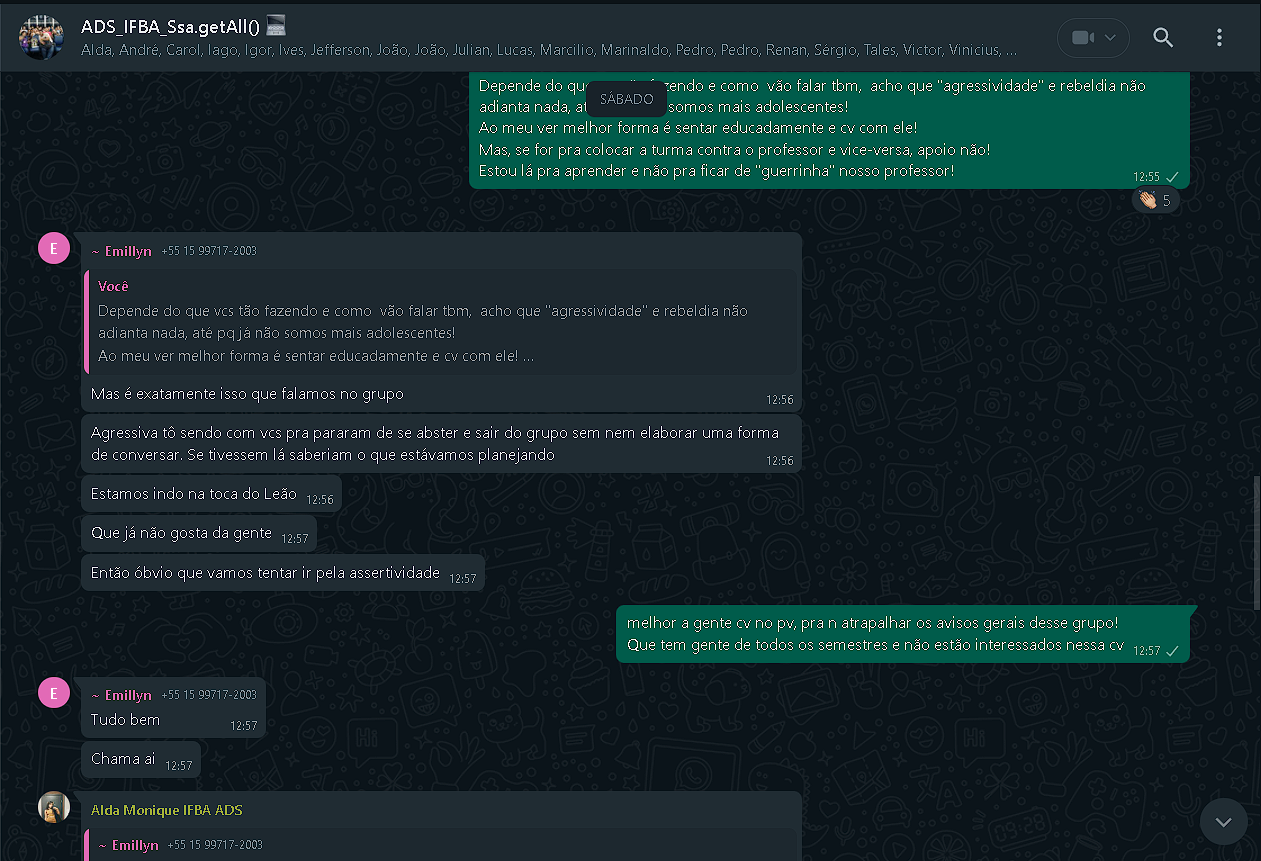 ADS_IFBA_Ssa.getAll()
Alda, André, Carol, Iago, Igor, Ives, Jefferson, João, João, Julian, Lucas, Marcilio, Marinaldo, Pedro, Pedro, Renan, Sérgio, Tales, Victor, Vinicius, ...
SÁBADO
Depende do que fazendo e como vão falar tbm, acho que "agressividade" e rebeldia não
adianta nada, somos mais adolescentes!
Ao meu ver melhor forma é sentar educadamente e cv com ele!
Mas, se for pra colocar a turma contra o professor e vice-versa, apoio não!
Estou lá pra aprender e não pra ficar de "guerrinha" nosso professor!
12:55
5
E
~ Emillyn +55 15 99717-2003
Você
Depende do que vcs tão fazendo e como vão falar tbm, acho que "agressividade" e rebeldia não
adianta nada, até pq já não somos mais adolescentes!
Ao meu ver melhor forma é sentar educadamente e cv com ele! ...
Mas é exatamente isso que falamos no grupo
12:56
Agressiva tô sendo com vcs pra pararam de se abster e sair do grupo sem nem elaborar uma forma
de conversar. Se tivessem lá saberiam o que estávamos planejando
12:56
Estamos indo na toca do Leão 12:56
Que já não gosta da gente 12:57
Então óbvio que vamos tentar ir pela assertividade 12:57
melhor a gente cv no pv, pra n atrapalhar os avisos gerais desse grupo!
Que tem gente de todos os semestres e não estão interessados nessa cv 12:57
E
~ Emillyn +55 15 99717-2003
Tudo bem 12:57
Chama ai 12:57
Alda Monique IFBA ADS
~ Emillyn +55 15 99717-2003